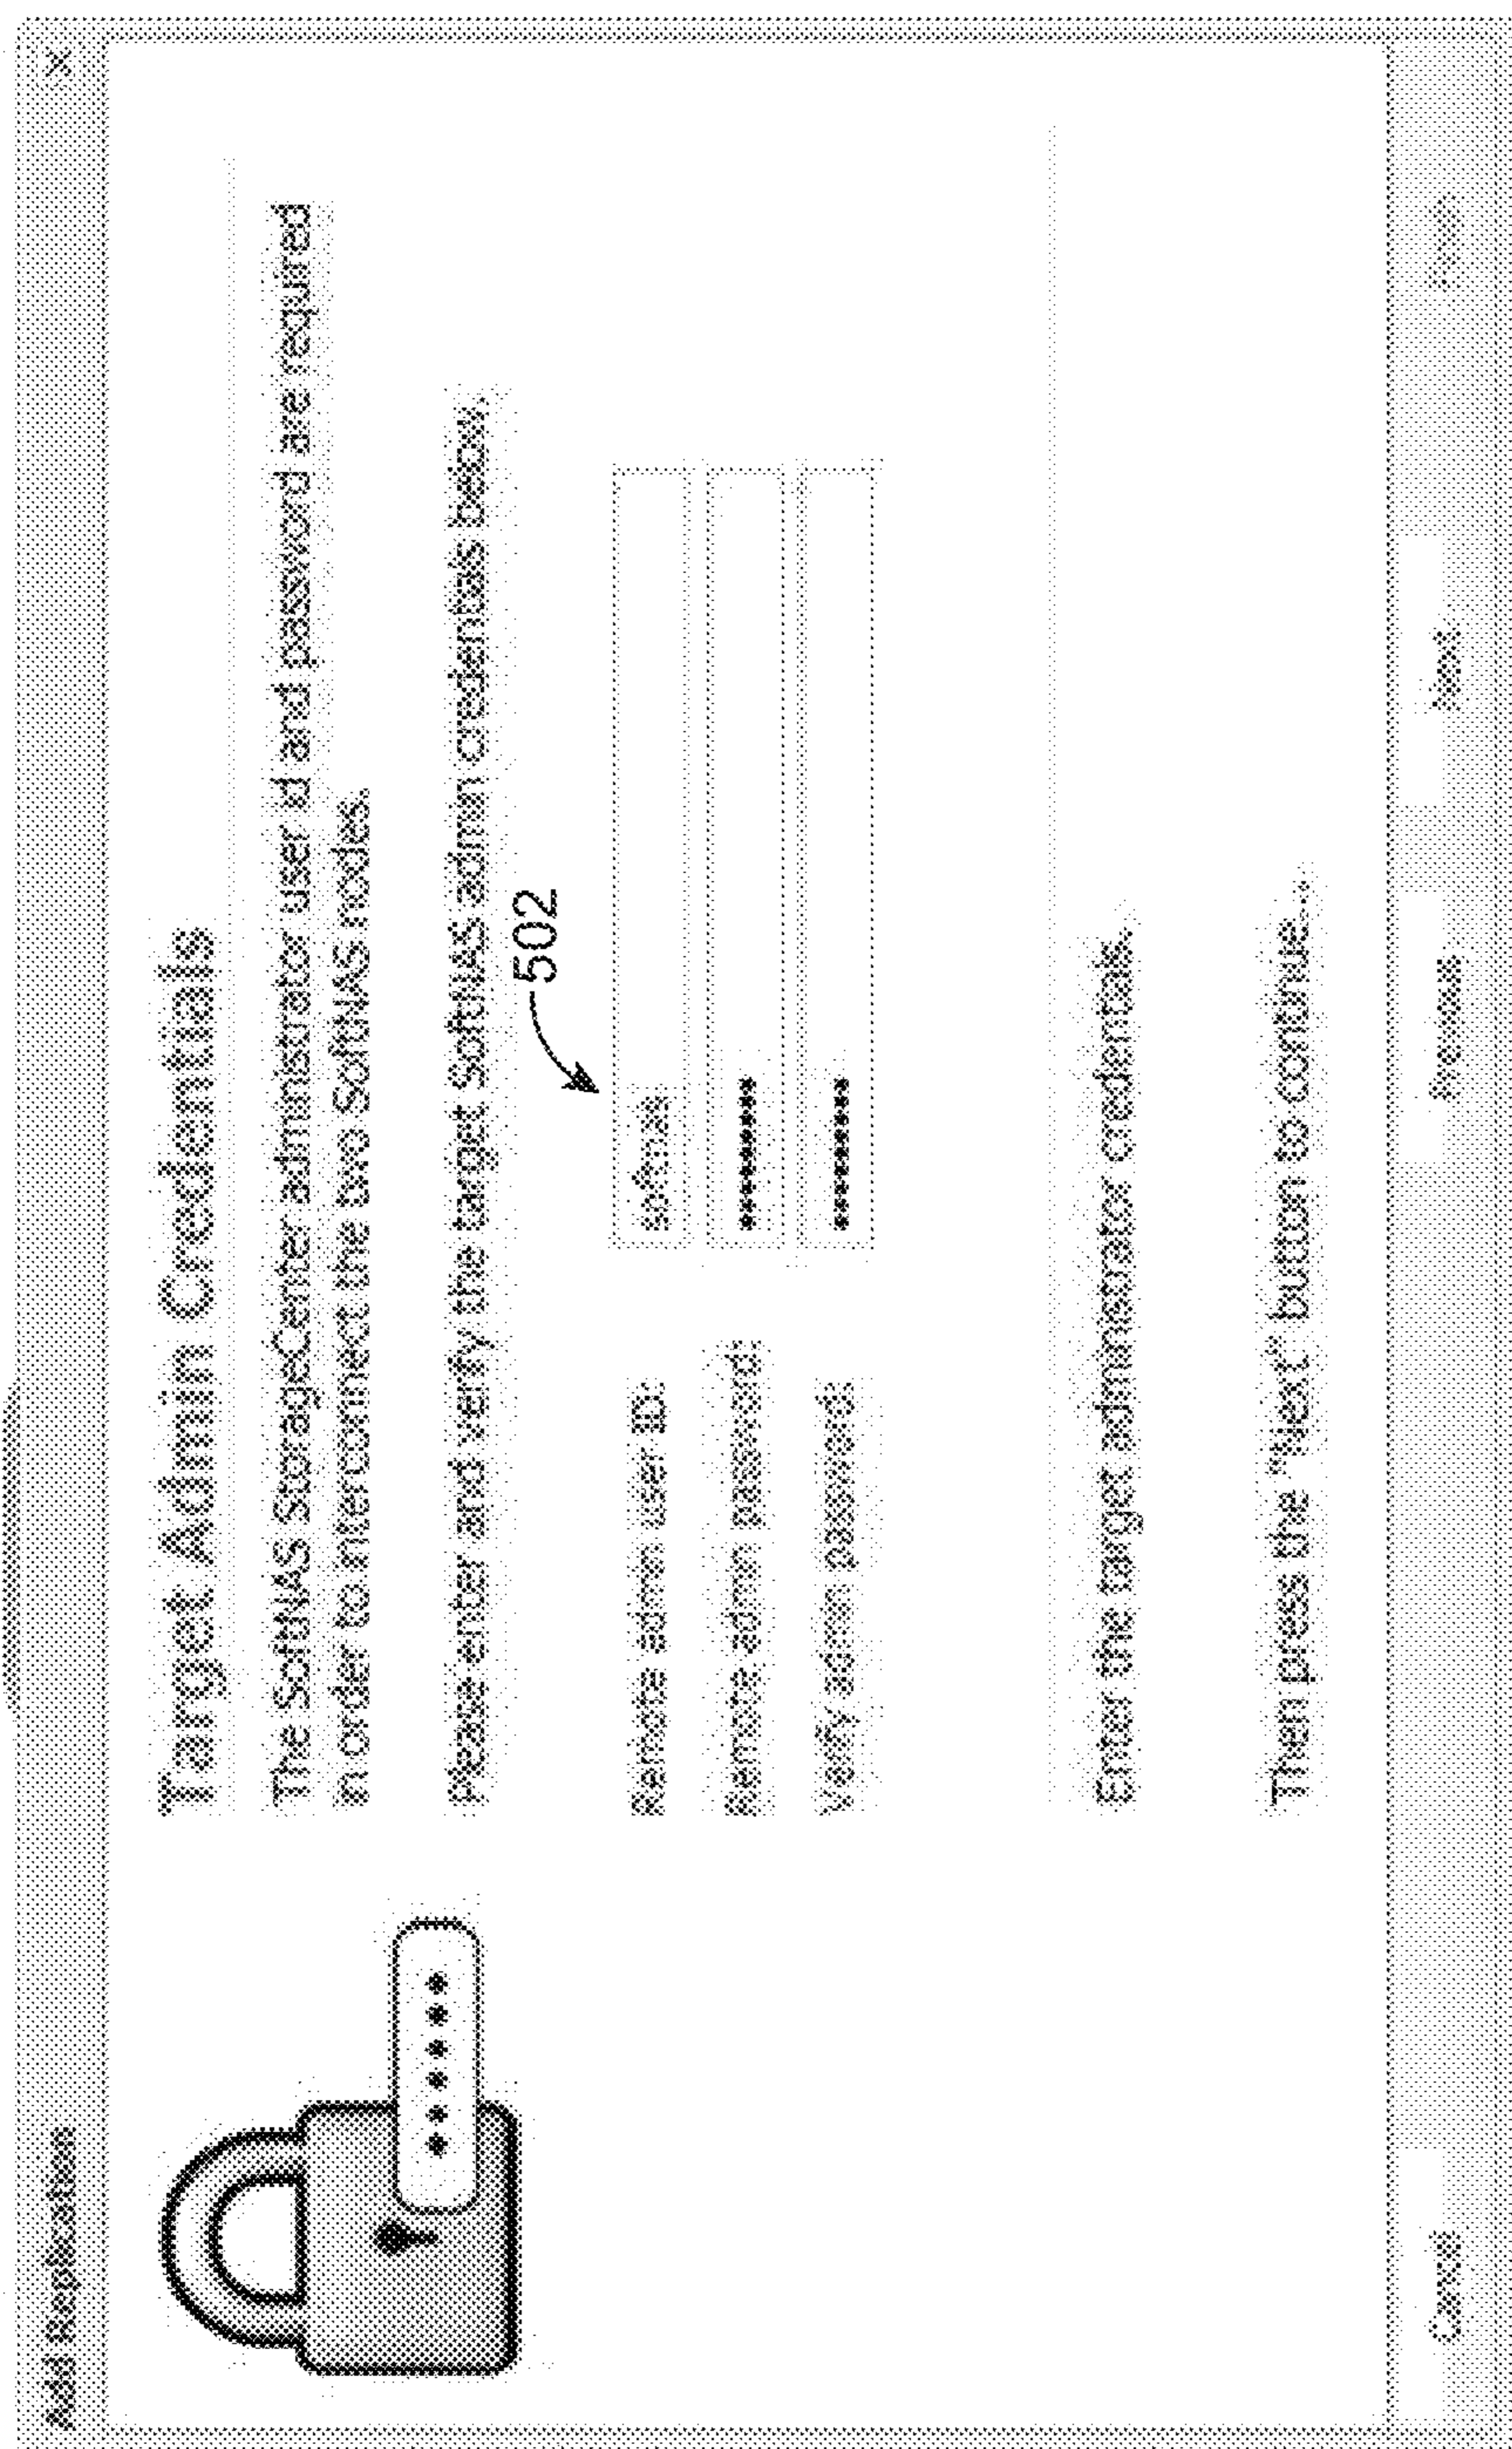 Add Replication
X
Target Admin Credentials
The SoftNAS StorageCenter administrator user id and password are required
in order to interconnect the two SoftNAS nodes.
Please enter and verify the target SoftNAS admin credentials below.
502
Remote admin user ID:
softnas
Remote admin password:
••••••••
Verify admin password:
••••••••
Enter the target administrator credentials.
Then press the "Next" button to continue...
Cancel
Previous
Next
Finish